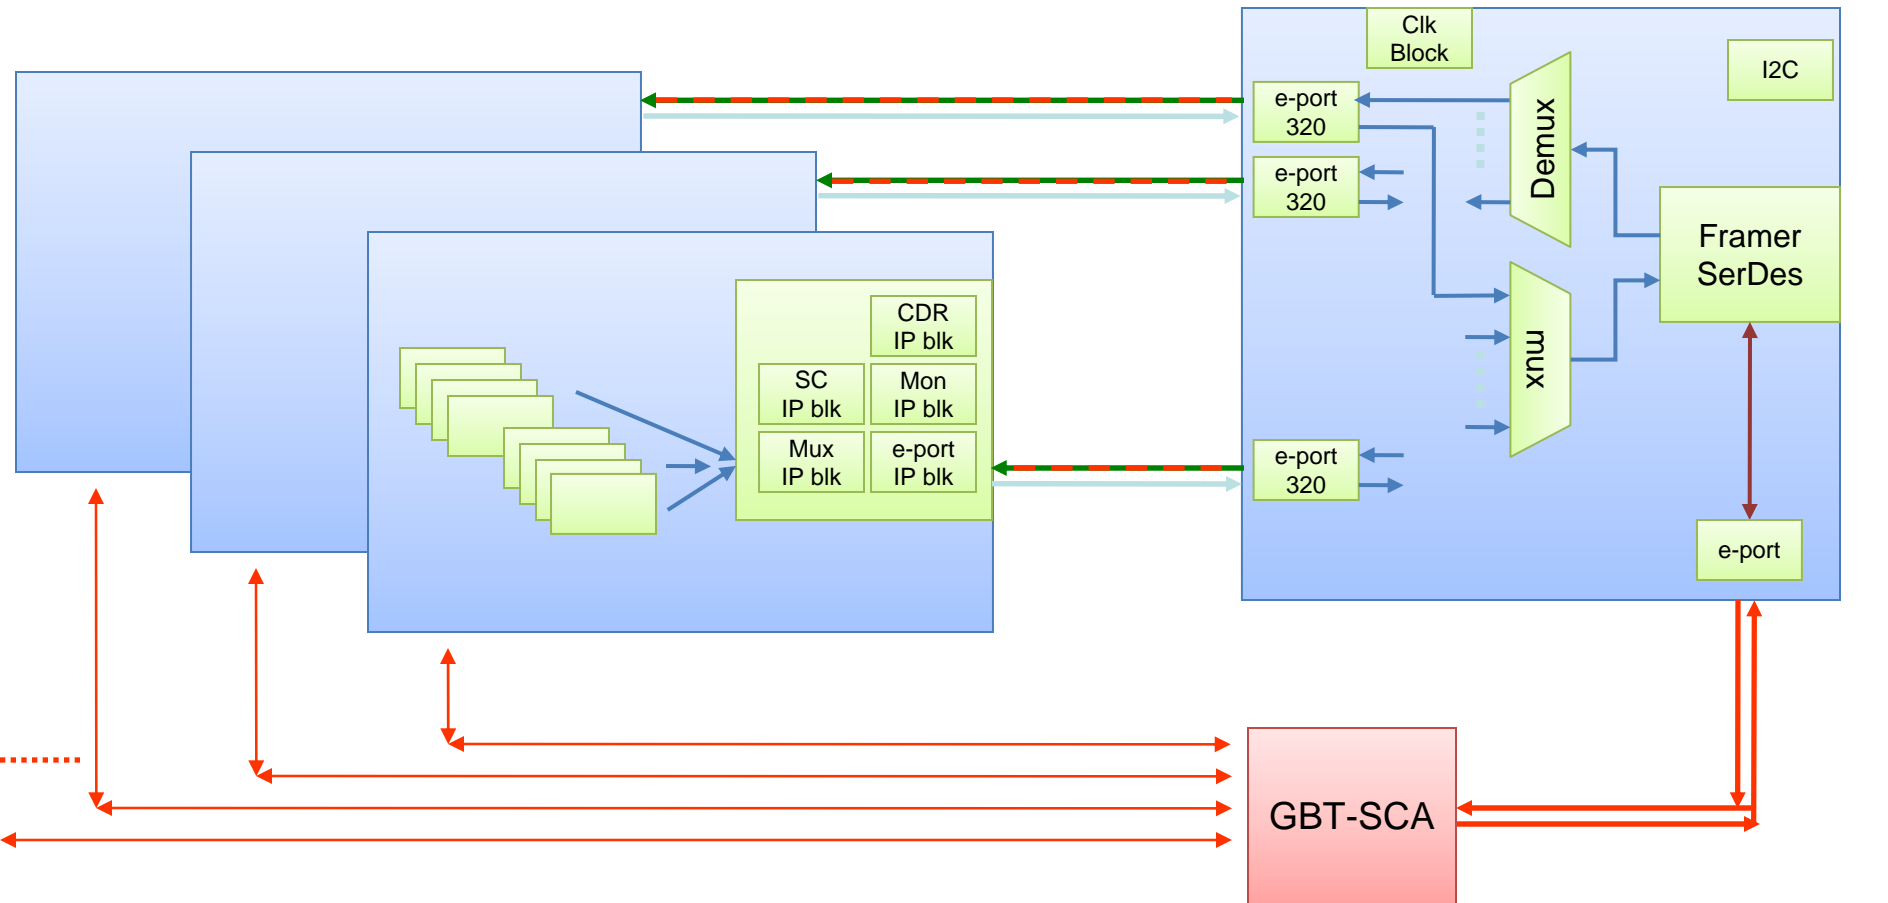 Clk
Block
I2C
e-port
320
Demux
e-port
320
Framer
SerDes
CDR
IP blk
mux
SC
IP blk
Mon
IP blk
Mux
IP blk
e-port
IP blk
e-port
320
e-port
GBT-SCA